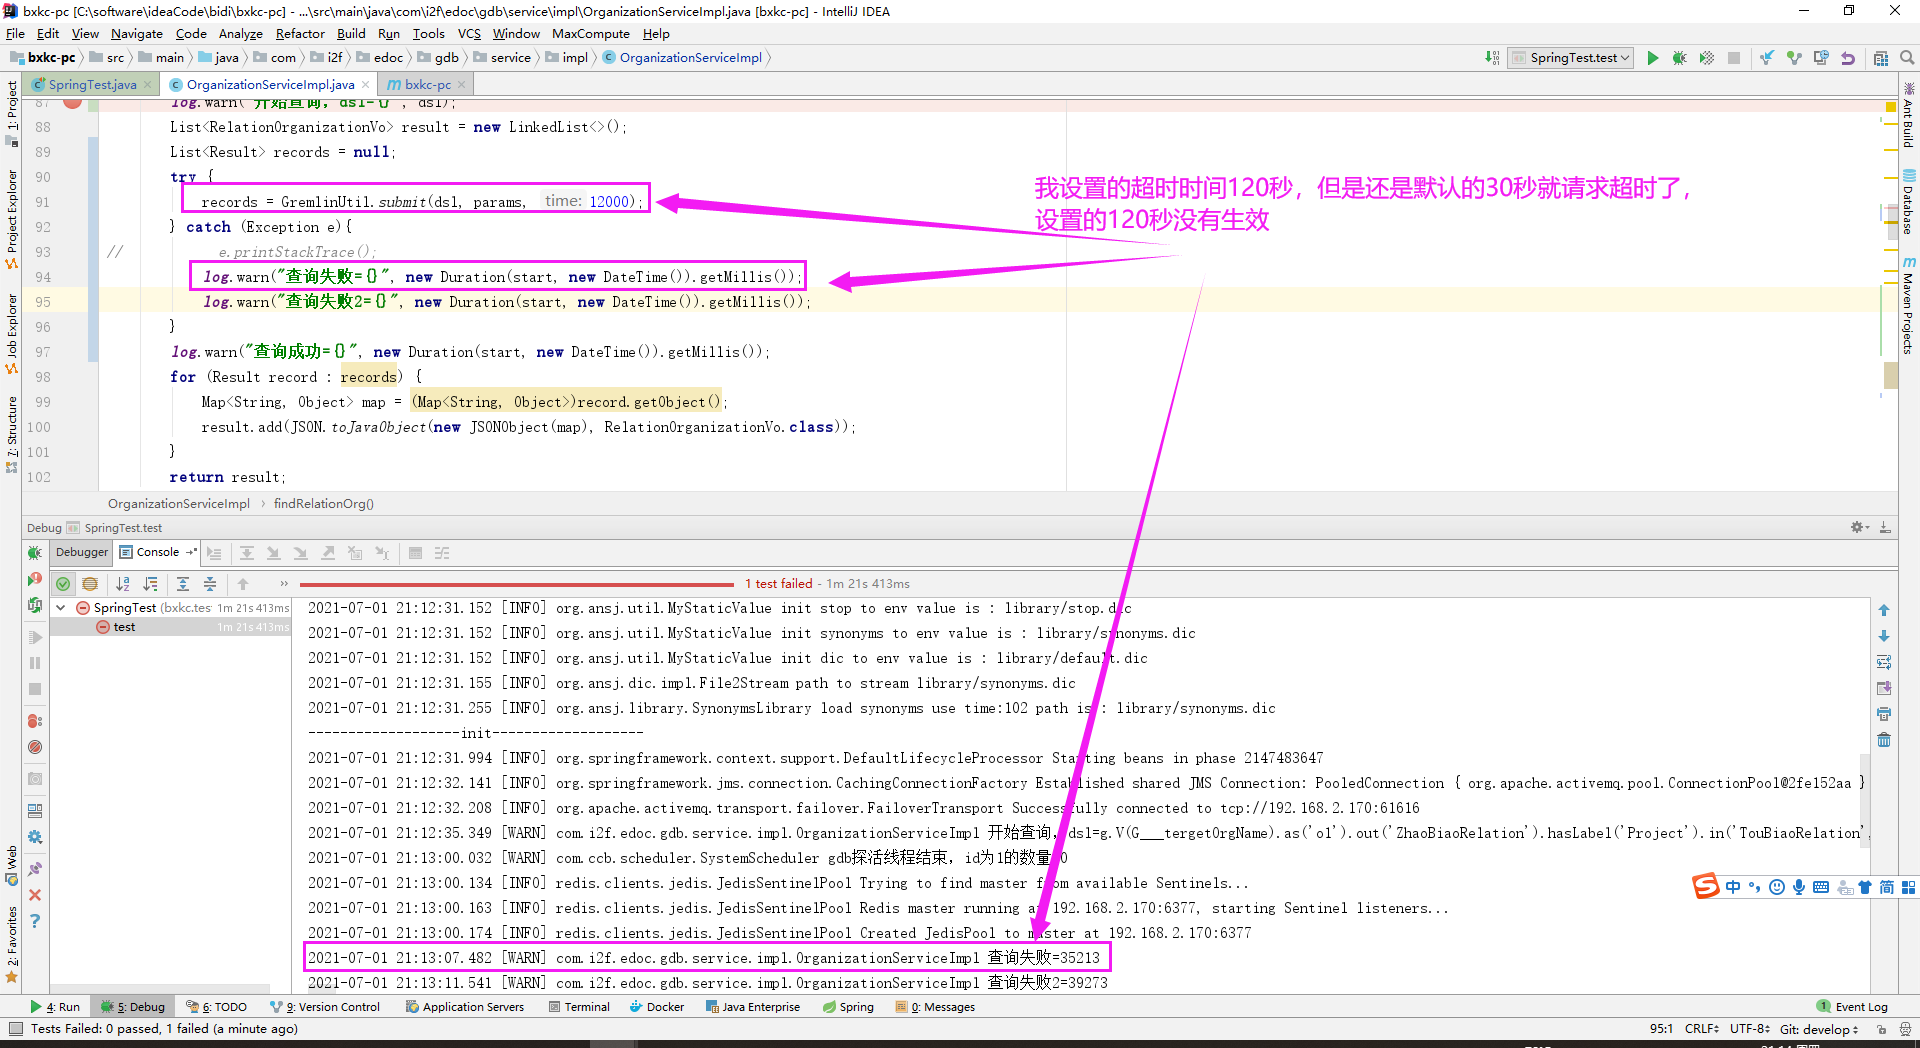 bxkc-pc [C:\software\ideaCode\bidi\bxkc-pc] - ...\src\main\java\com\i2f\edoc\gdb\service\impl\OrganizationServiceImpl.java [bxkc-pc] - IntelliJ IDEA
File Edit View Navigate Code Analyze Refactor Build Run Tools VCS Window MaxCompute Help
bxkc-pc src main java com i2f edoc gdb service impl OrganizationServiceImpl SpringTest.test
SpringTest.java OrganizationServiceImpl.java bxkc-pc
87 log.warn("开始查询，dsl={}", dsl);
88 List<RelationOrganizationVo> result = new LinkedList<>();
89 List<Result> records = null;
90 try {
91 records = GremlinUtil.submit(dsl, params, time: 12000);
92 } catch (Exception e){
93 // e.printStackTrace();
94 log.warn("查询失败={}", new Duration(start, new DateTime()).getMillis());
95 log.warn("查询失败2={}", new Duration(start, new DateTime()).getMillis());
96 }
97 log.warn("查询成功={}", new Duration(start, new DateTime()).getMillis());
98 for (Result record : records) {
99 Map<String, Object> map = (Map<String, Object>)record.getObject();
100 result.add(JSON.toJavaObject(new JSONObject(map), RelationOrganizationVo.class));
101 }
102 return result;
我设置的超时时间120秒，但是还是默认的30秒就请求超时了，
设置的120秒没有生效
OrganizationServiceImpl › findRelationOrg()
1: Project
Project Explorer
Job Explorer
7: Structure
Web
2: Favorites
Ant Build
Database
Maven Projects
Debug SpringTest.test
Debugger Console
1 test failed - 1m 21s 413ms
SpringTest (bxkc.tes 1m 21s 413ms
test 1m 21s 413ms
2021-07-01 21:12:31.152 [INFO] org.ansj.util.MyStaticValue init stop to env value is : library/stop.dic
2021-07-01 21:12:31.152 [INFO] org.ansj.util.MyStaticValue init synonyms to env value is : library/synonyms.dic
2021-07-01 21:12:31.152 [INFO] org.ansj.util.MyStaticValue init dic to env value is : library/default.dic
2021-07-01 21:12:31.155 [INFO] org.ansj.dic.impl.File2Stream path to stream library/synonyms.dic
2021-07-01 21:12:31.255 [INFO] org.ansj.library.SynonymsLibrary load synonyms use time:102 path is : library/synonyms.dic
-------------------init-------------------
2021-07-01 21:12:31.994 [INFO] org.springframework.context.support.DefaultLifecycleProcessor Starting beans in phase 2147483647
2021-07-01 21:12:32.141 [INFO] org.springframework.jms.connection.CachingConnectionFactory Established shared JMS Connection: PooledConnection { org.apache.activemq.pool.ConnectionPool@2fe152aa }
2021-07-01 21:12:32.208 [INFO] org.apache.activemq.transport.failover.FailoverTransport Successfully connected to tcp://192.168.2.170:61616
2021-07-01 21:12:35.349 [WARN] com.i2f.edoc.gdb.service.impl.OrganizationServiceImpl 开始查询，dsl=g.V(G___tergetOrgName).as('o1').out('ZhaoBiaoRelation').hasLabel('Project').in('TouBiaoRelation',
2021-07-01 21:13:00.032 [WARN] com.ccb.scheduler.SystemScheduler gdb探活线程结束，id为1的数量 0
2021-07-01 21:13:00.134 [INFO] redis.clients.jedis.JedisSentinelPool Trying to find master from available Sentinels...
2021-07-01 21:13:00.163 [INFO] redis.clients.jedis.JedisSentinelPool Redis master running at 192.168.2.170:6377, starting Sentinel listeners...
2021-07-01 21:13:00.174 [INFO] redis.clients.jedis.JedisSentinelPool Created JedisPool to master at 192.168.2.170:6377
2021-07-01 21:13:07.482 [WARN] com.i2f.edoc.gdb.service.impl.OrganizationServiceImpl 查询失败=35213
2021-07-01 21:13:11.541 [WARN] com.i2f.edoc.gdb.service.impl.OrganizationServiceImpl 查询失败2=39273
中 简
4: Run 5: Debug 6: TODO 9: Version Control Application Servers Terminal Docker Java Enterprise Spring 0: Messages 1 Event Log
Tests Failed: 0 passed, 1 failed (a minute ago) 95:1 CRLF UTF-8 Git: develop